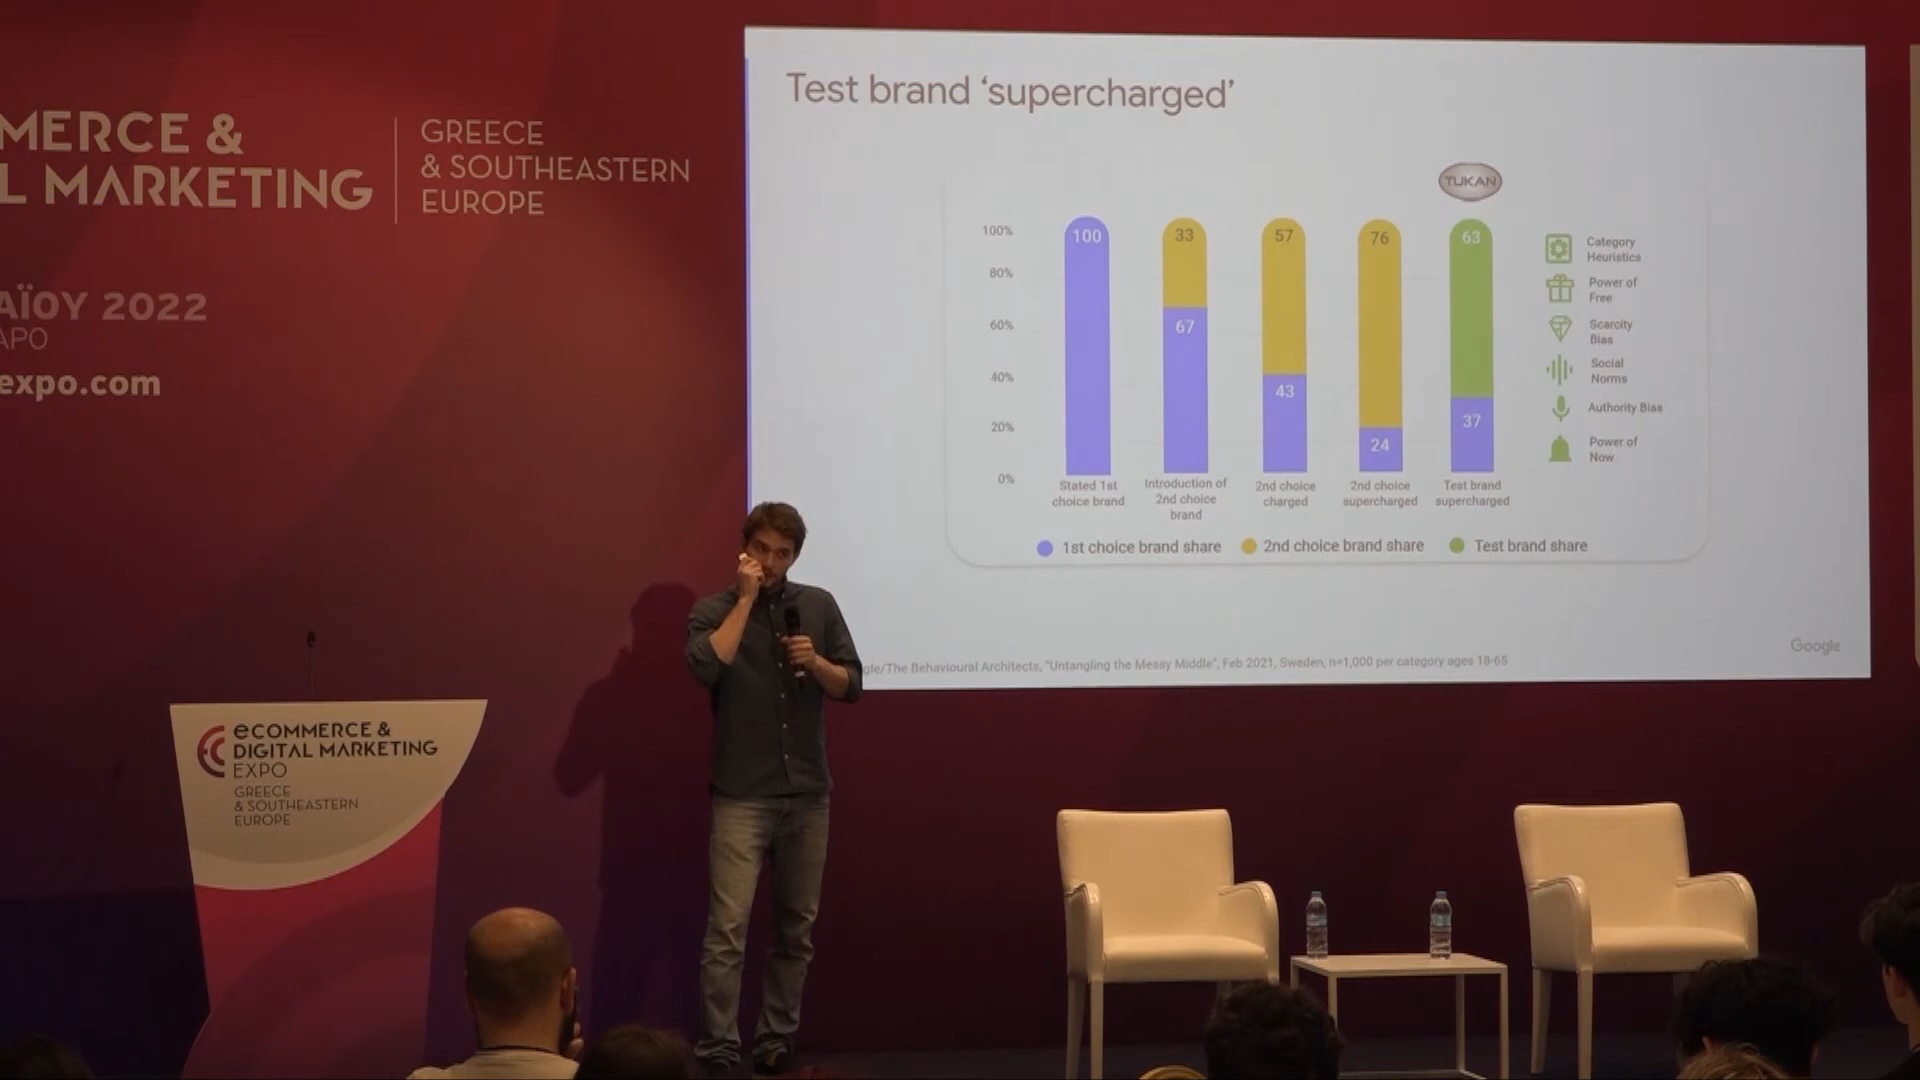 MERCE &
L MARKETING
GREECE
& SOUTHEASTERN
EUROPE
ΑΪΟΥ 2022
ΧΡΟ
expo.com
Test brand ‘supercharged’
TUKAN
100%
80%
60%
40%
20%
0%
100
33
67
57
43
76
24
63
37
Stated 1st
choice brand
Introduction of
2nd choice
brand
2nd choice
charged
2nd choice
supercharged
Test brand
supercharged
Category
Heuristics
Power of
Free
Scarcity
Bias
Social
Norms
Authority Bias
Power of
Now
1st choice brand share
2nd choice brand share
Test brand share
Google
gle/The Behavioural Architects, "Untangling the Messy Middle", Feb 2021, Sweden, n=1,000 per category ages 18-65
eCOMMERCE &
DIGITAL MARKETING
EXPO
GREECE
& SOUTHEASTERN
EUROPE